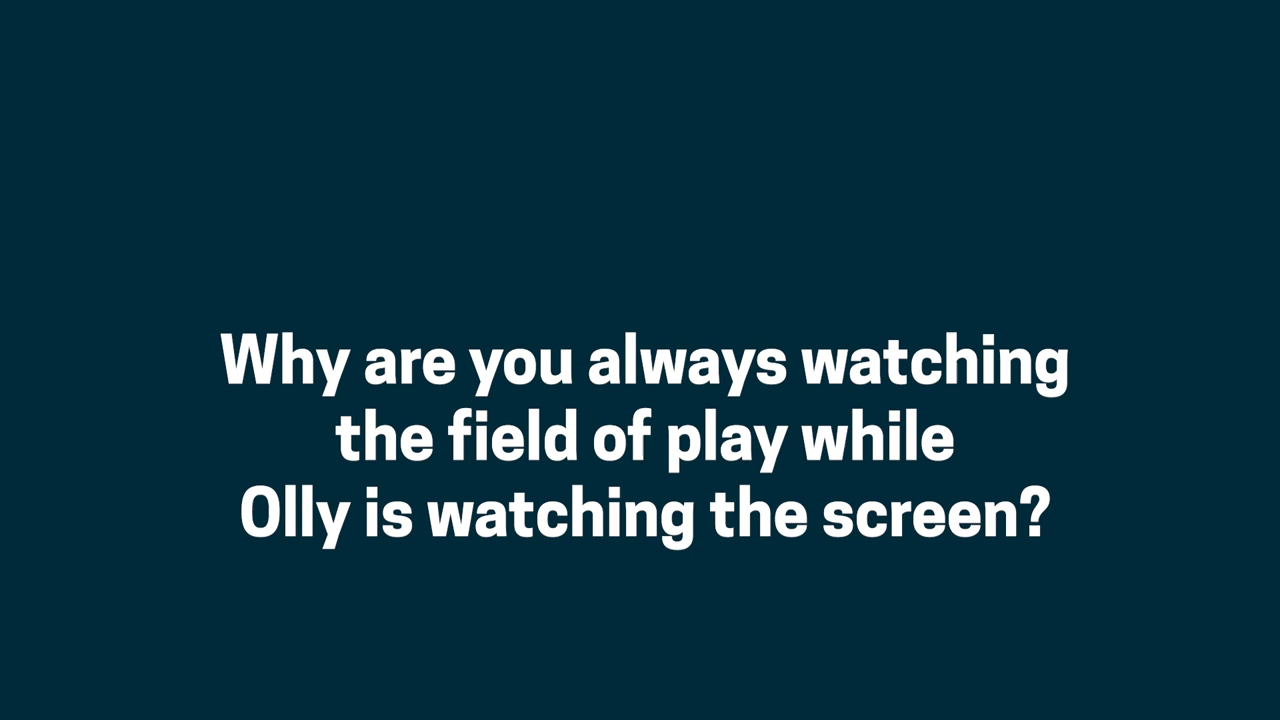 Why are you always watching
the field of play while
Olly is watching the screen?